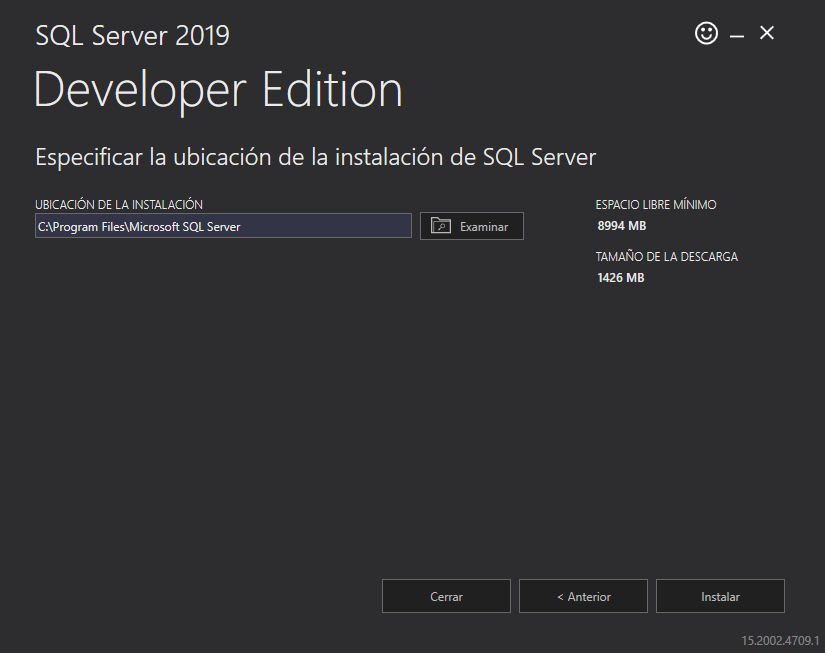 SQL Server 2019
Developer Edition
Especificar la ubicación de la instalación de SQL Server
UBICACIÓN DE LA INSTALACIÓN
C:\Program Files\Microsoft SQL Server
Examinar
ESPACIO LIBRE MÍNIMO
8994 MB
TAMAÑO DE LA DESCARGA
1426 MB
Cerrar
< Anterior
Instalar
15.2002.4709.1